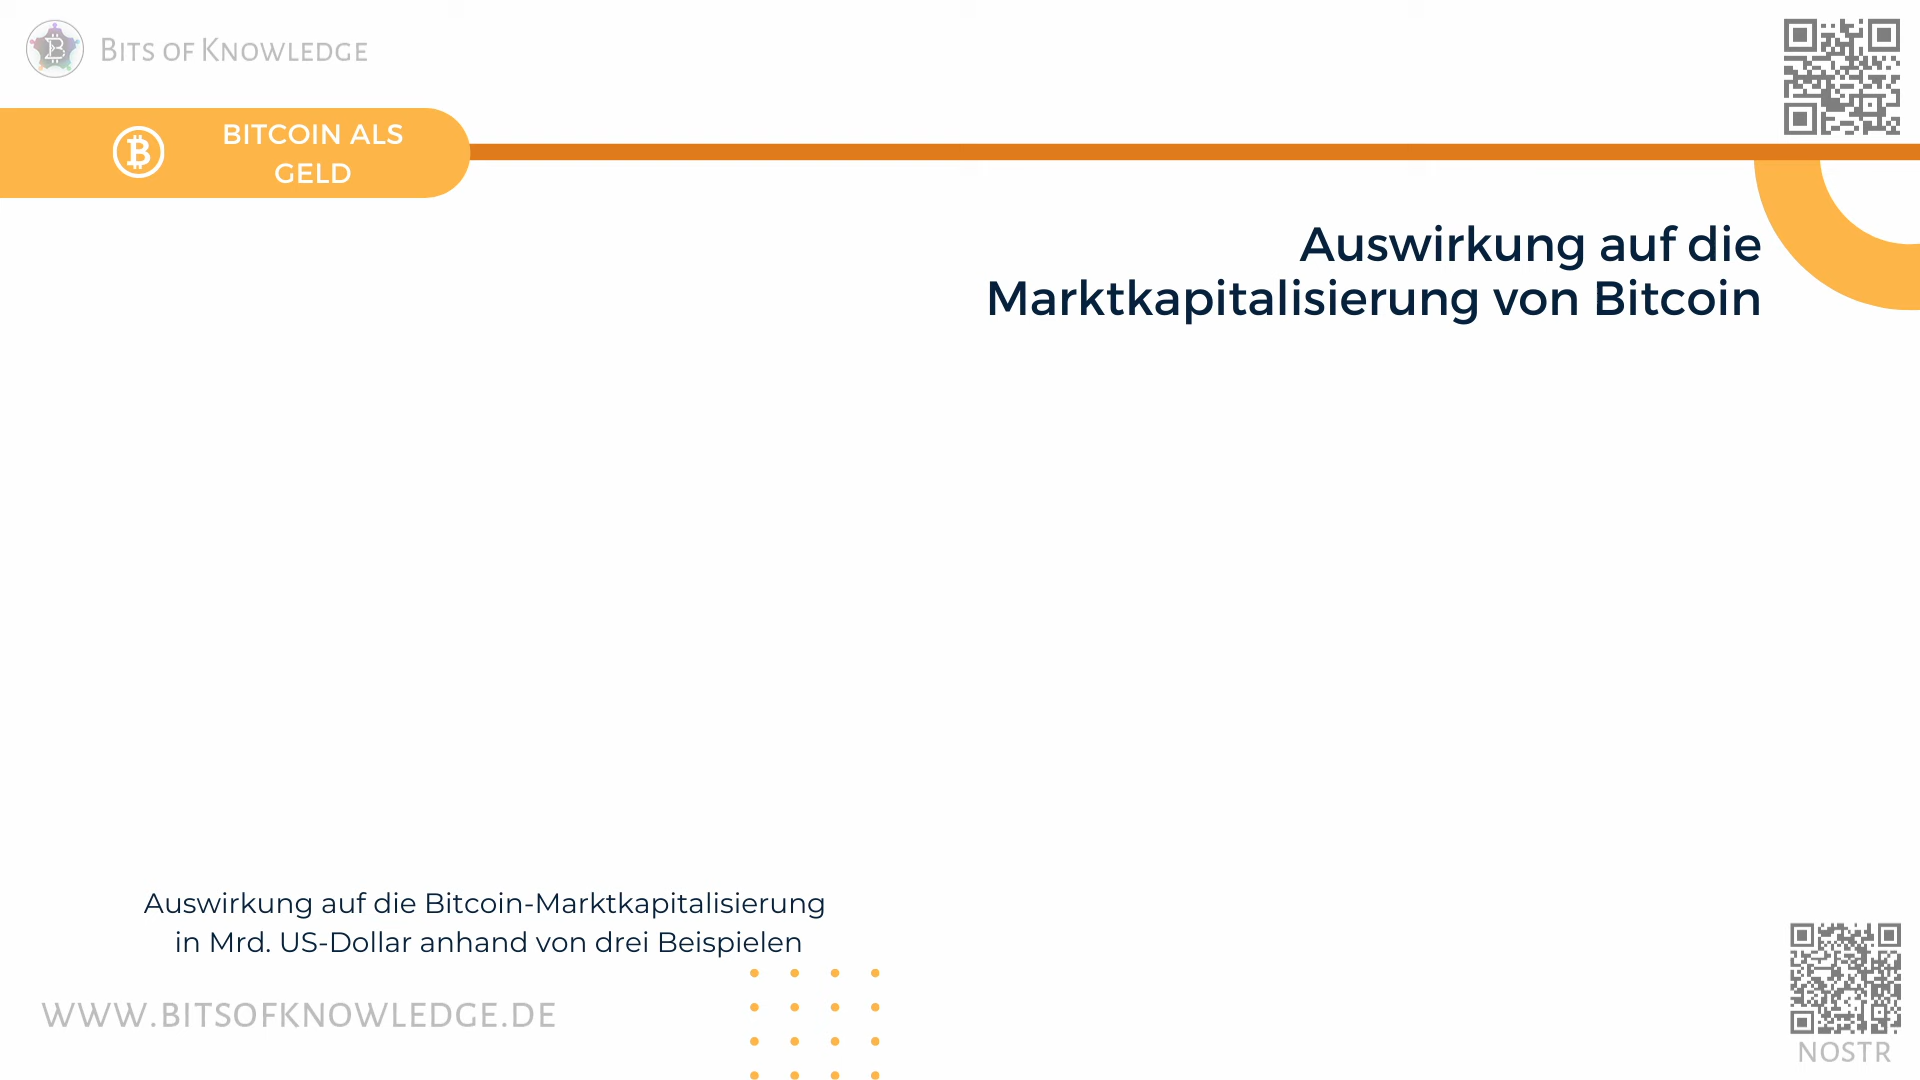 BITS OF KNOWLEDGE
BITCOIN ALS
GELD
Auswirkung auf die
Marktkapitalisierung von Bitcoin
Auswirkung auf die Bitcoin-Marktkapitalisierung
in Mrd. US-Dollar anhand von drei Beispielen
WWW.BITSOFKNOWLEDGE.DE
NOSTR